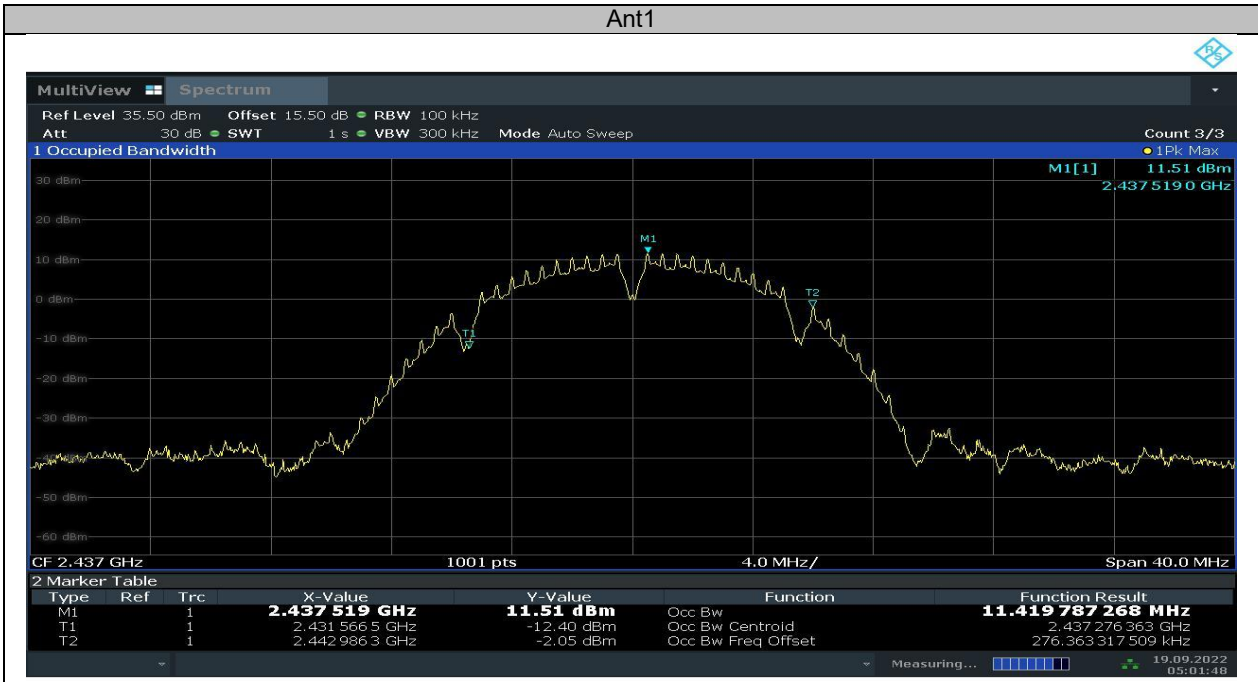 Ant1
R&S
MultiView Spectrum
Ref Level 35.50 dBm Offset 15.50 dB RBW 100 kHz
Att 30 dB SWT 1 s VBW 300 kHz Mode Auto Sweep Count 3/3
1 Occupied Bandwidth 1Pk Max
M1[1] 11.51 dBm
2.4375190 GHz
30 dBm
20 dBm
M1
10 dBm
0 dBm
T2
-10 dBm
T1
-20 dBm
-30 dBm
-40 dBm
-50 dBm
-60 dBm
CF 2.437 GHz 1001 pts 4.0 MHz/ Span 40.0 MHz
2 Marker Table
Type Ref Trc X-Value Y-Value Function Function Result
M1 1 2.437 519 GHz 11.51 dBm Occ Bw 11.419 787 268 MHz
T1 1 2.431 566 5 GHz -12.40 dBm Occ Bw Centroid 2.437 276 363 GHz
T2 1 2.442 986 3 GHz -2.05 dBm Occ Bw Freq Offset 276.363 317 509 kHz
Measuring... 19.09.2022
05:01:48